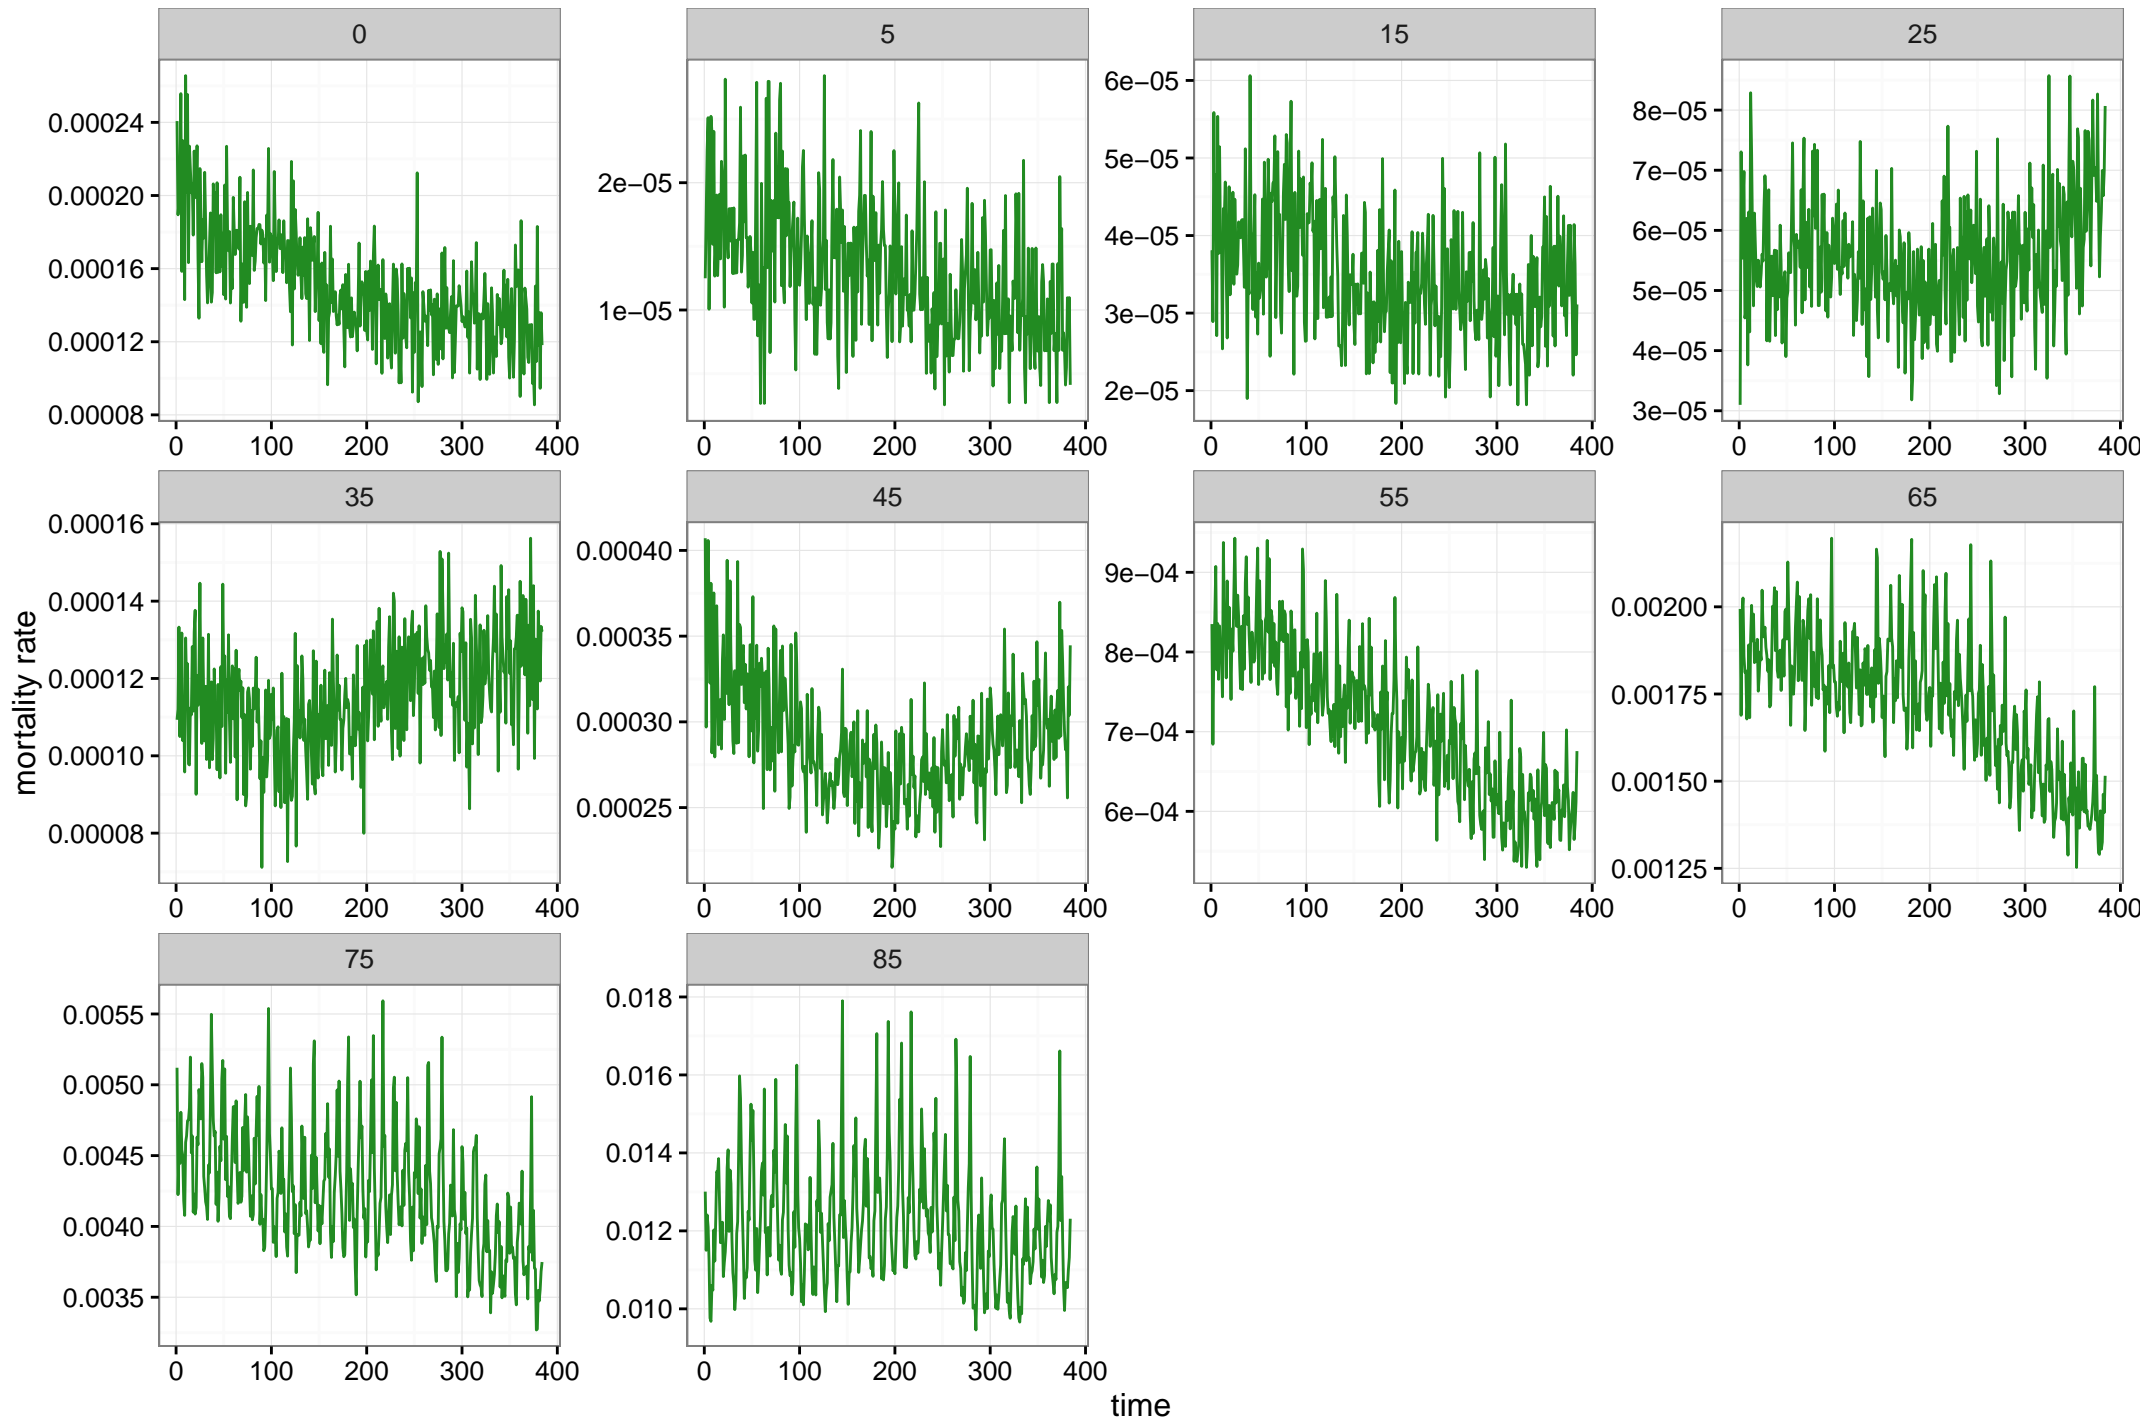 0 5 15 25
0.00024
0.00020
0.00016
0.00012
0.00008
0 100 200 300 400
2e−05
1e−05
0 100 200 300 400
6e−05
5e−05
4e−05
3e−05
2e−05
0 100 200 300 400
8e−05
7e−05
6e−05
5e−05
4e−05
3e−05
0 100 200 300 400
35 45 55 65
0.00016
0.00014
0.00012
0.00010
0.00008
0 100 200 300 400
0.00040
0.00035
0.00030
0.00025
0 100 200 300 400
9e−04
8e−04
7e−04
6e−04
0 100 200 300 400
0.00200
0.00175
0.00150
0.00125
0 100 200 300 400
75 85
0.0055
0.0050
0.0045
0.0040
0.0035
0 100 200 300 400
0.018
0.016
0.014
0.012
0.010
0 100 200 300 400
mortality rate
time